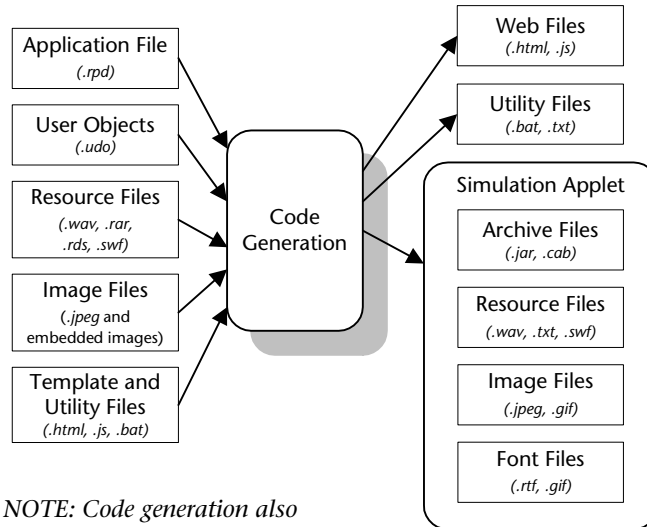 Application File
(.rpd)
User Objects
(.udo)
Resource Files
(.wav, .rar,
.rds, .swf)
Image Files
(.jpeg and
embedded images)
Template and
Utility Files
(.html, .js, .bat)
Code
Generation
Web Files
(.html, .js)
Utility Files
(.bat, .txt)
Simulation Applet
Archive Files
(.jar, .cab)
Resource Files
(.wav, .txt, .swf)
Image Files
(.jpeg, .gif)
Font Files
(.rtf, .gif)
NOTE: Code generation also